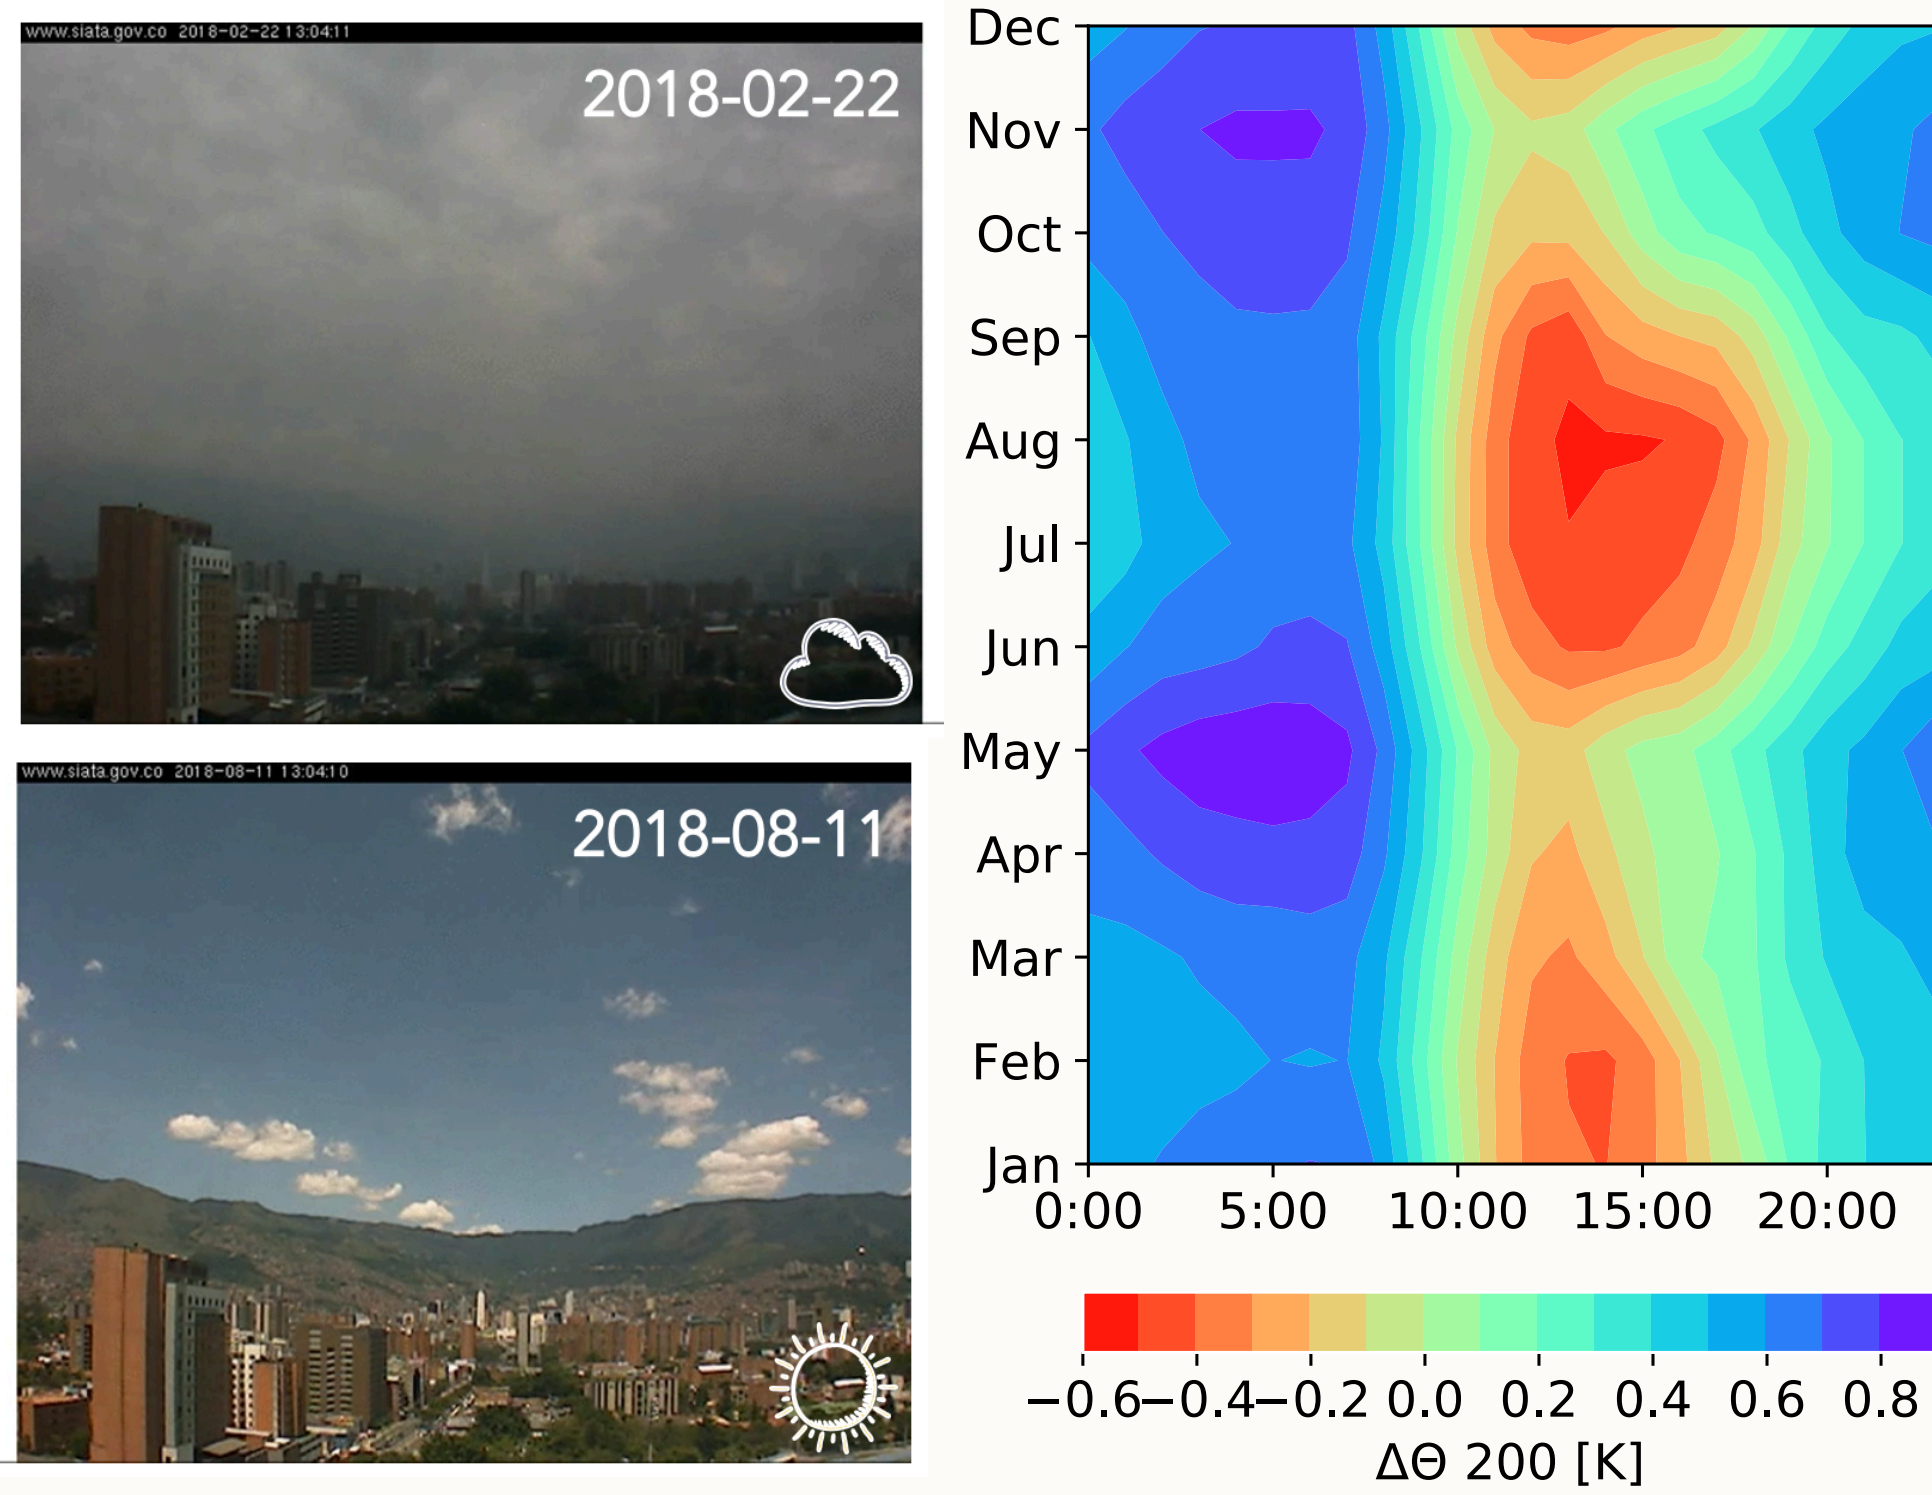 www.siata.gov.co 2018-02-22 13:04:11
2018-02-22
www.siata.gov.co 2018-08-11 13:04:10
2018-08-11
Dec
Nov
Oct
Sep
Aug
Jul
Jun
May
Apr
Mar
Feb
Jan
0:00 5:00 10:00 15:00 20:00
−0.6 −0.4 −0.2 0.0 0.2 0.4 0.6 0.8
ΔΘ 200 [K]